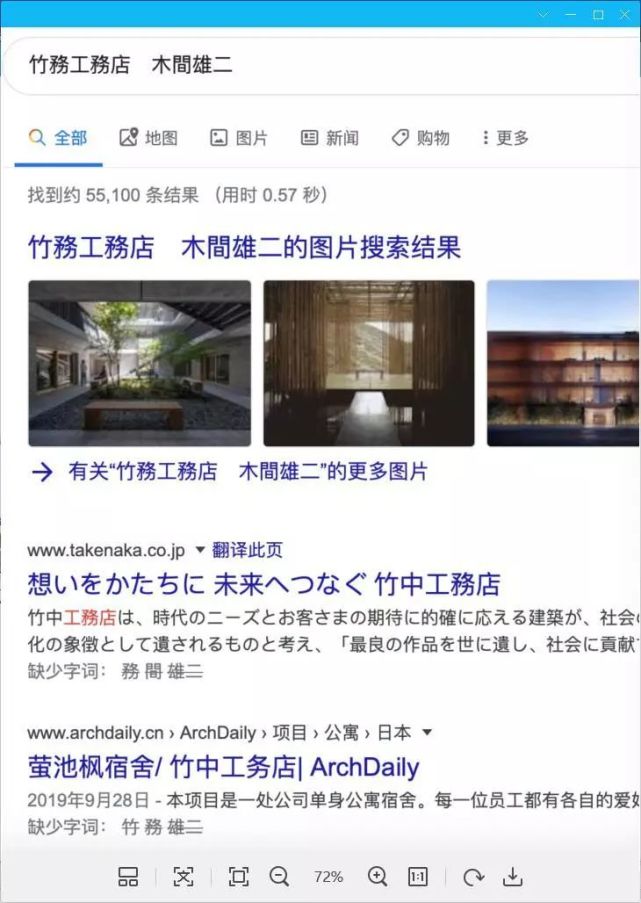 竹務工務店　木間雄二
全部 地图 图片 新闻 购物 更多
找到约 55,100 条结果 （用时 0.57 秒）
竹務工務店　木間雄二的图片搜索结果
有关“竹務工務店　木間雄二”的更多图片
www.takenaka.co.jp 翻译此页
想いをかたちに 未来へつなぐ 竹中工務店
竹中工務店は、時代のニーズとお客さまの期待に的確に応える建築が、社会
化の象徴として遺されるものと考え、「最良の作品を世に遺し、社会に貢献
缺少字词： 務 間 雄二
www.archdaily.cn › ArchDaily › 项目 › 公寓 › 日本
萤池枫宿舍/ 竹中工务店| ArchDaily
2019年9月28日 - 本项目是一处公司单身公寓宿舍。每一位员工都有各自的爱
缺少字词： 竹 務 雄二
72%
1:1